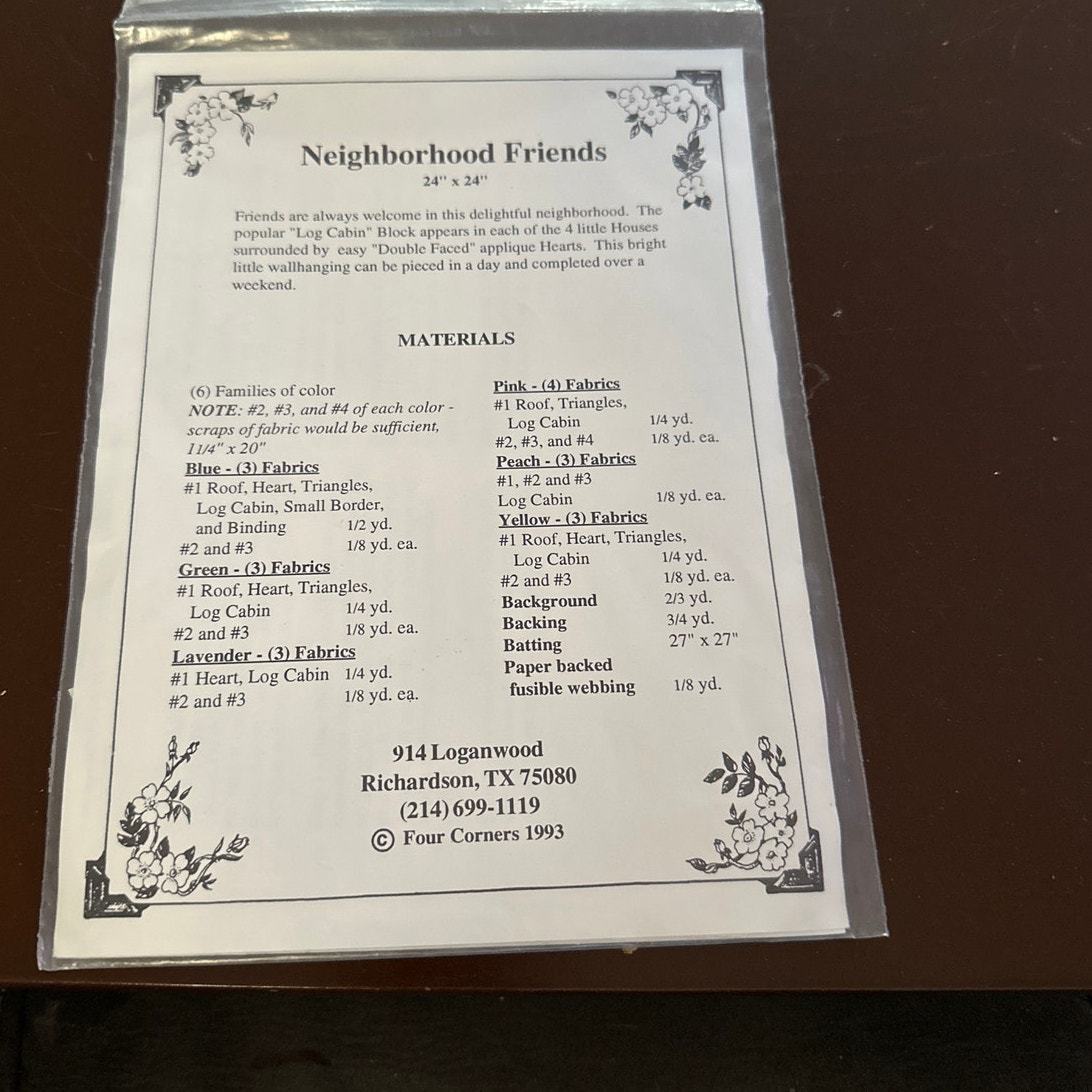 Neighborhood Friends
24" x 24"
Friends are always welcome in this delightful neighborhood. The
popular "Log Cabin" Block appears in each of the 4 little Houses
surrounded by easy "Double Faced" applique Hearts. This bright
little wallhanging can be pieced in a day and completed over a
weekend.
MATERIALS
(6) Families of color
NOTE: #2, #3, and #4 of each color -
scraps of fabric would be sufficient,
1 1/4" x 20"
Blue - (3) Fabrics
#1 Roof, Heart, Triangles,
Log Cabin, Small Border,
and Binding 1/2 yd.
#2 and #3 1/8 yd. ea.
Green - (3) Fabrics
#1 Roof, Heart, Triangles,
Log Cabin 1/4 yd.
#2 and #3 1/8 yd. ea.
Lavender - (3) Fabrics
#1 Heart, Log Cabin 1/4 yd.
#2 and #3 1/8 yd. ea.
Pink - (4) Fabrics
#1 Roof, Triangles,
Log Cabin 1/4 yd.
#2, #3, and #4 1/8 yd. ea.
Peach - (3) Fabrics
#1, #2 and #3
Log Cabin 1/8 yd. ea.
Yellow - (3) Fabrics
#1 Roof, Heart, Triangles,
Log Cabin 1/4 yd.
#2 and #3 1/8 yd. ea.
Background 2/3 yd.
Backing 3/4 yd.
Batting 27" x 27"
Paper backed
fusible webbing 1/8 yd.
914 Loganwood
Richardson, TX 75080
(214) 699-1119
© Four Corners 1993